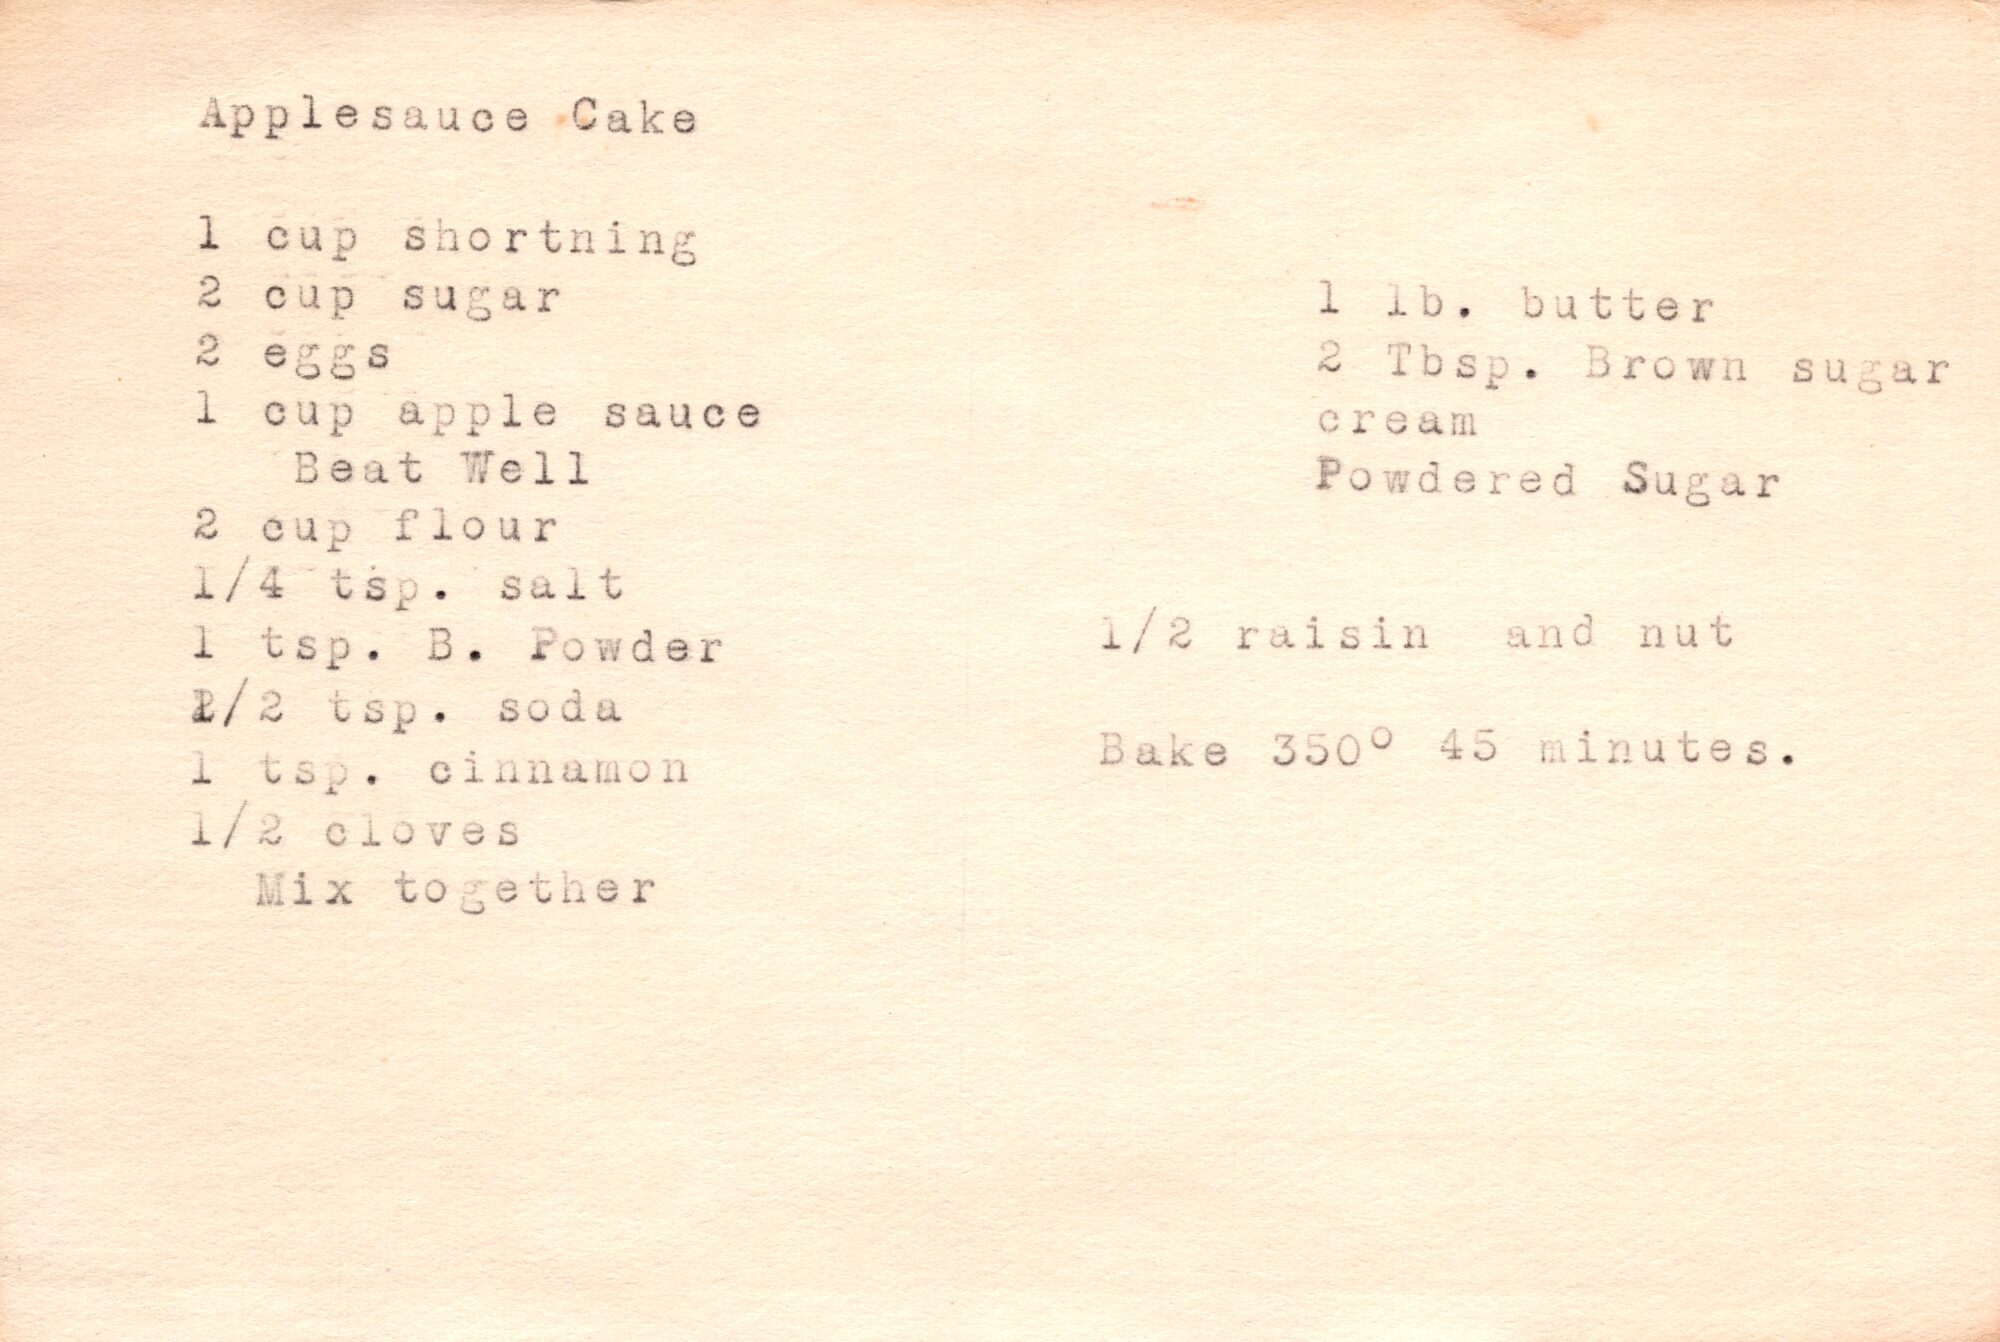 Applesauce Cake
1 cup shortning
2 cup sugar
2 eggs
1 cup apple sauce
Beat Well
2 cup flour
1/4 tsp. salt
1 tsp. B. Powder
1/2 tsp. soda
1 tsp. cinnamon
1/2 cloves
Mix together
1 lb. butter
2 Tbsp. Brown sugar
cream
Powdered Sugar
1/2 raisin and nut
Bake 350° 45 minutes.